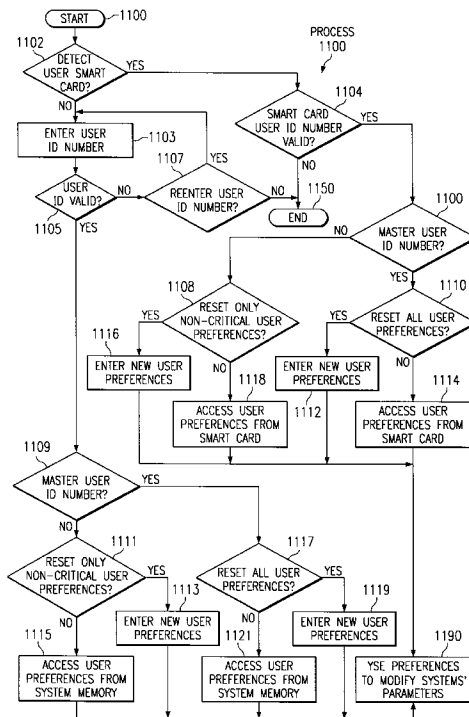 START
1100
1102
DETECT
USER SMART
CARD?
YES
NO
PROCESS
1100
1104
SMART CARD
USER ID NUMBER
VALID?
YES
NO
ENTER USER
ID NUMBER
1103
1107
YES
REENTER USER
ID NUMBER?
NO
1150
END
USER
ID VALID?
NO
1105
YES
1100
MASTER USER
ID NUMBER?
NO
YES
1108
RESET ONLY
NON-CRITICAL USER
PREFERENCES?
YES
NO
1110
RESET ALL USER
PREFERENCES?
YES
NO
1116
ENTER NEW USER
PREFERENCES
1112
ENTER NEW USER
PREFERENCES
1118
ACCESS USER
PREFERENCES FROM
SMART CARD
1114
ACCESS USER
PREFERENCES FROM
SMART CARD
1109
MASTER USER
ID NUMBER?
YES
NO
1111
RESET ONLY
NON-CRITICAL USER
PREFERENCES?
YES
NO
1117
RESET ALL USER
PREFERENCES?
YES
NO
1113
ENTER NEW USER
PREFERENCES
1119
ENTER NEW USER
PREFERENCES
1115
ACCESS USER
PREFERENCES FROM
SYSTEM MEMORY
1121
ACCESS USER
PREFERENCES FROM
SYSTEM MEMORY
1190
YSE PREFERENCES
TO MODIFY SYSTEMS'
PARAMETERS